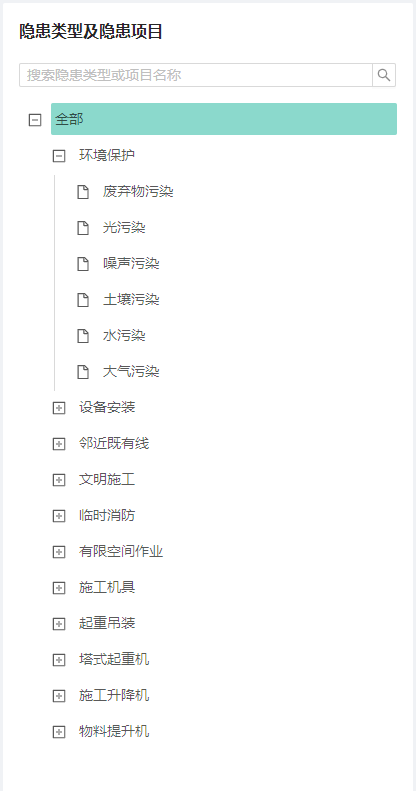 隐患类型及隐患项目
搜索隐患类型或项目名称
全部
环境保护
废弃物污染
光污染
噪声污染
土壤污染
水污染
大气污染
设备安装
邻近既有线
文明施工
临时消防
有限空间作业
施工机具
起重吊装
塔式起重机
施工升降机
物料提升机